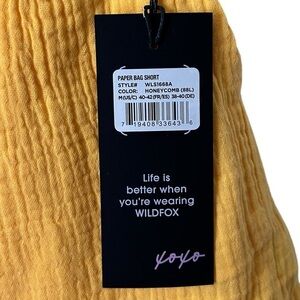 PAPER BAG SHORT
STYLE# WLS1668A
COLOR: HONEYCOMB (88L)
M(US/C) 40-42(FR/ES) 38-40(DE)
7 19408 33643 6
Life is
better when
you're wearing
WILDFOX
xoxo